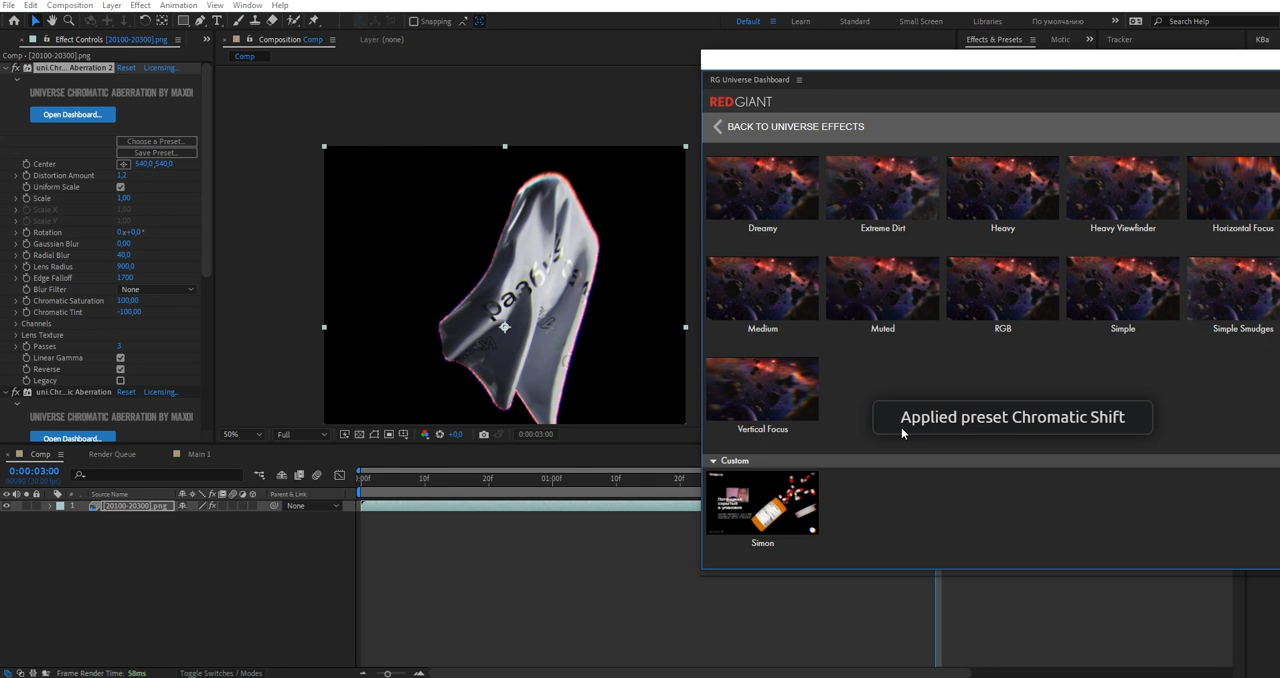 File Edit Composition Layer Effect Animation View Window Help
Snapping
Default Learn Standard Small Screen Libraries По умолчанию Search Help
Effect Controls [20100-20300].png
Composition Comp
Layer (none)
Effects & Presets Motic Tracker КВа
Comp • [20100-20300].png
Comp
uni.Chr... Aberration 2 Reset Licensing...
UNIVERSE CHROMATIC ABERRATION BY MAXON
Open Dashboard...
Choose a Preset...
Save Preset...
Center 540,0,540,0
Distortion Amount 1,2
Uniform Scale
Scale 1,00
Scale X 1,00
Scale Y 1,00
Rotation 0x+0,0°
Gaussian Blur 0,00
Radial Blur 40,0
Lens Radius 900,0
Edge Falloff 1700
Blur Filter None
Chromatic Saturation 100,00
Chromatic Tint -100,00
Channels
Lens Texture
Passes 3
Linear Gamma
Reverse
Legacy
uni.Chr...ic Aberration Reset Licensing...
UNIVERSE CHROMATIC ABERRATION BY MAXON
Open Dashboard...
разбит
50% Full +0,0 0:00:03:00
RG Universe Dashboard
RED GIANT
BACK TO UNIVERSE EFFECTS
Dreamy Extreme Dirt Heavy Heavy Viewfinder Horizontal Focus
Medium Muted RGB Simple Simple Smudges
Vertical Focus
Applied preset Chromatic Shift
Custom
Simon
Comp Render Queue Main 1
0:00:03:00
00090 (30.00 fps)
:00f 10f 20f 01:00f 10f 20f
# Source Name Parent & Link
1 [20100-20300].png None
Frame Render Time: 58ms Toggle Switches / Modes